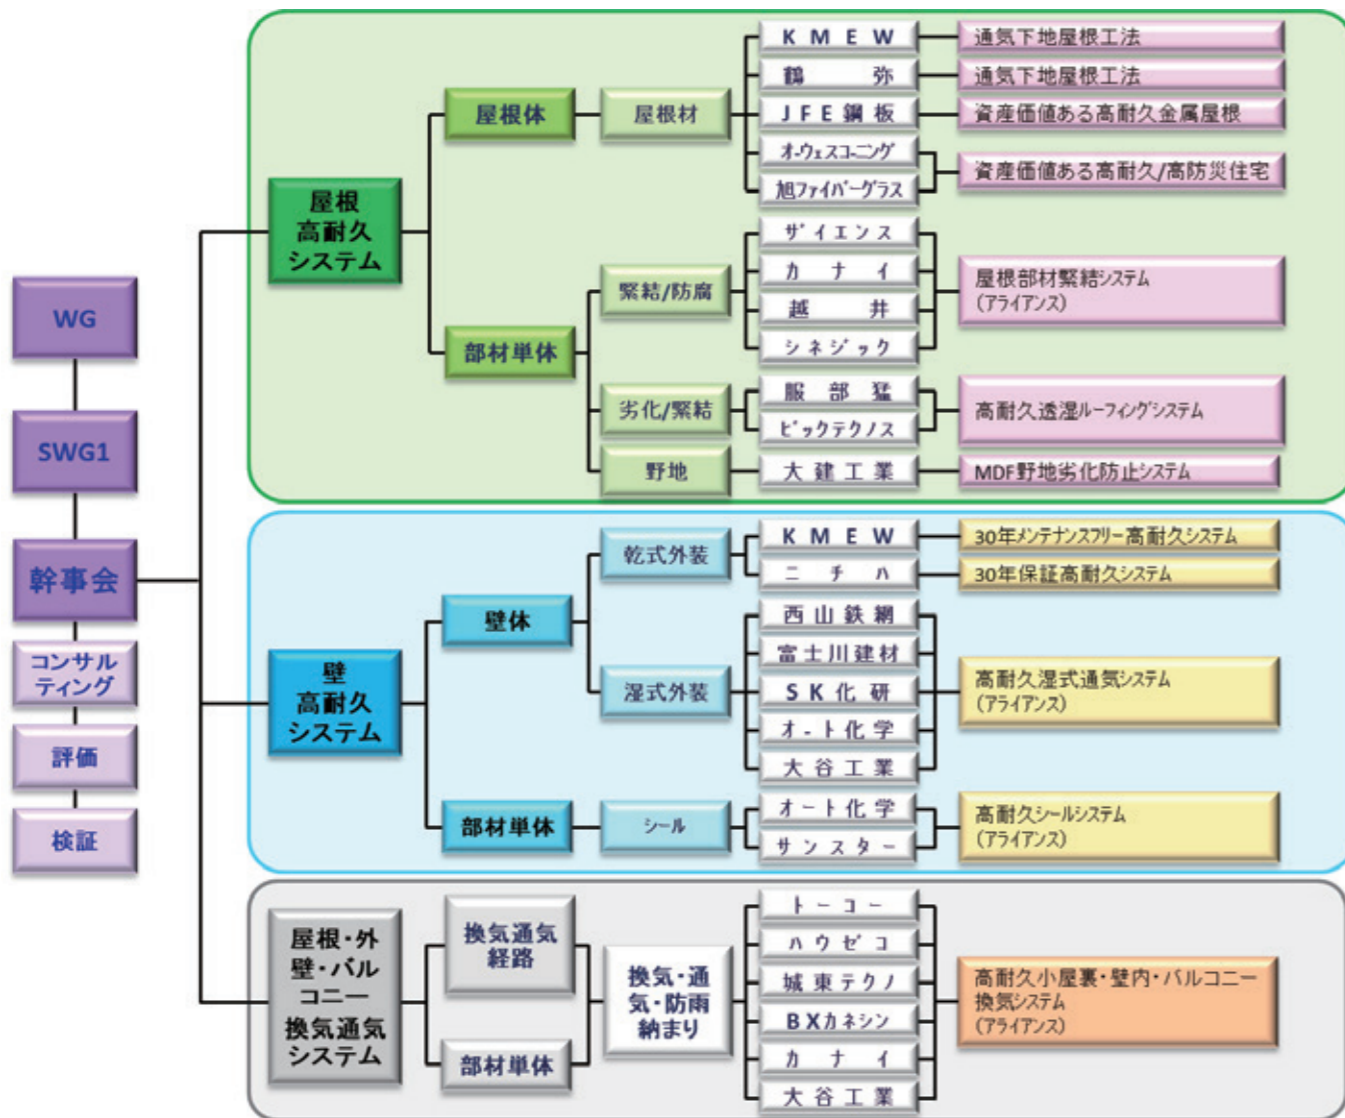 WG
SWG1
幹事会
コンサル
ティング
評価
検証
屋根
高耐久
システム
屋根体
屋根材
KMEW
通気下地屋根工法
鶴弥
通気下地屋根工法
JFE鋼板
資産価値ある高耐久金属屋根
オーウェスコーニング
旭ファイバーグラス
資産価値ある高耐久/高防災住宅
部材単体
緊結/防腐
ザイエンス
カナイ
越井
シネジック
屋根部材緊結システム
(アライアンス)
劣化/緊結
服部猛
ビックテクノス
高耐久透湿ルーフィングシステム
野地
大建工業
MDF野地劣化防止システム
壁
高耐久
システム
壁体
乾式外装
KMEW
30年メンテナンスフリー高耐久システム
ニチハ
30年保証高耐久システム
湿式外装
西山鉄網
富士川建材
SK化研
オート化学
大谷工業
高耐久湿式通気システム
(アライアンス)
部材単体
シール
オート化学
サンスター
高耐久シールシステム
(アライアンス)
屋根・外
壁・バル
コニー
換気通気
システム
換気通気
経路
部材単体
換気・通
気・防雨
納まり
トーコー
ハウゼコ
城東テクノ
BXカネシン
カナイ
大谷工業
高耐久小屋裏・壁内・バルコニー
換気システム
(アライアンス)